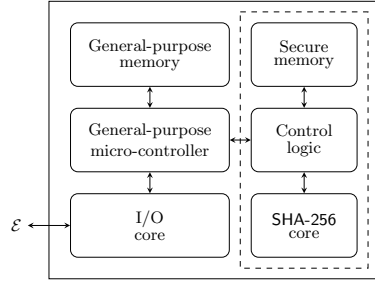 General-purpose
memory
Secure
memory
General-purpose
micro-controller
Control
logic
ℰ
I/O
core
SHA-256
core